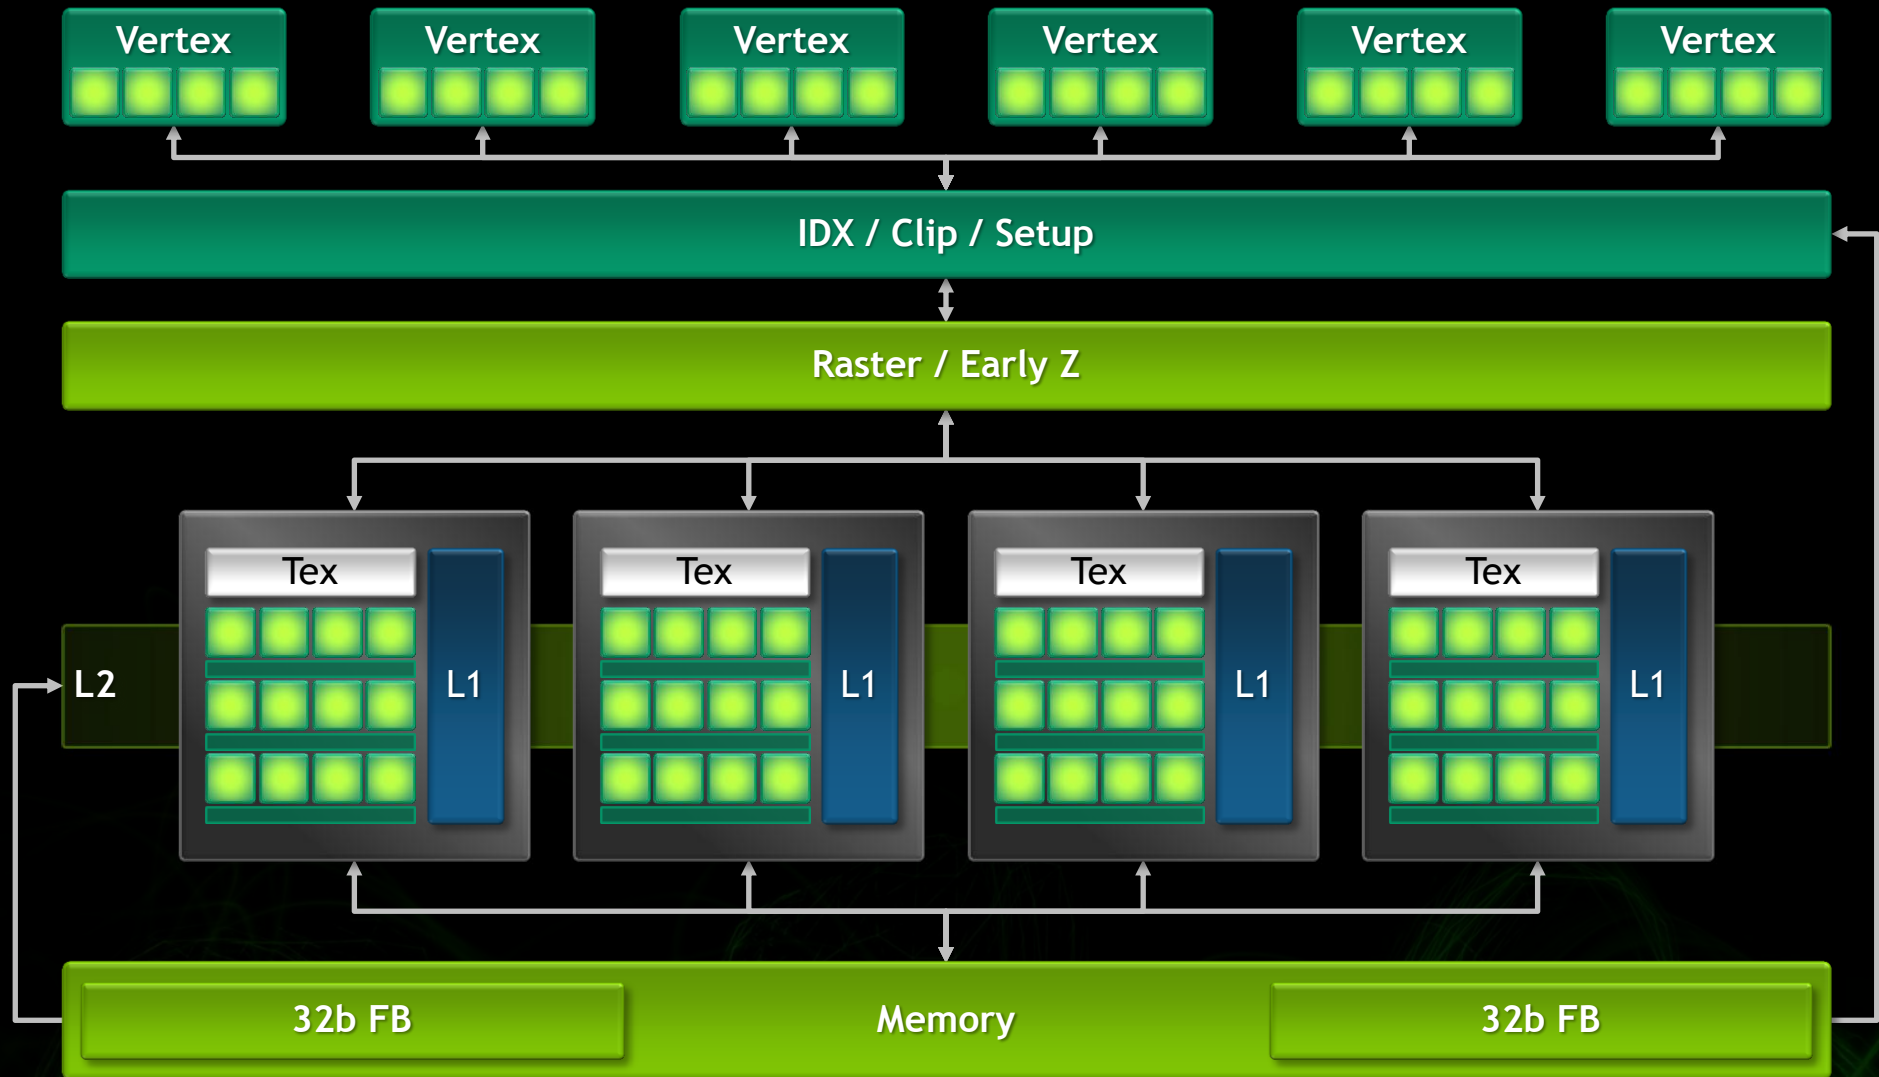 Vertex Vertex Vertex Vertex Vertex Vertex
IDX / Clip / Setup
Raster / Early Z
Tex Tex Tex Tex
L2 L1 L1 L1 L1
32b FB Memory 32b FB